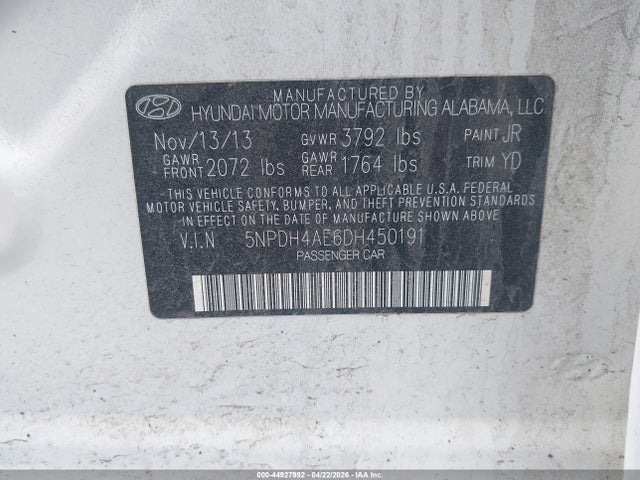 MANUFACTURED BY
HYUNDAI MOTOR MANUFACTURING ALABAMA, LLC
Nov/13/13 GVWR 3792 lbs PAINT JR
GAWR FRONT 2072 lbs GAWR REAR 1764 lbs TRIM YD
THIS VEHICLE CONFORMS TO ALL APPLICABLE U.S.A. FEDERAL
MOTOR VEHICLE SAFETY, BUMPER, AND THEFT PREVENTION STANDARDS
IN EFFECT ON THE DATE OF MANUFACTURE SHOWN ABOVE.
V.I.N 5NPDH4AE6DH450191
PASSENGER CAR
000-44927992 - 04/22/2026 - IAA Inc.